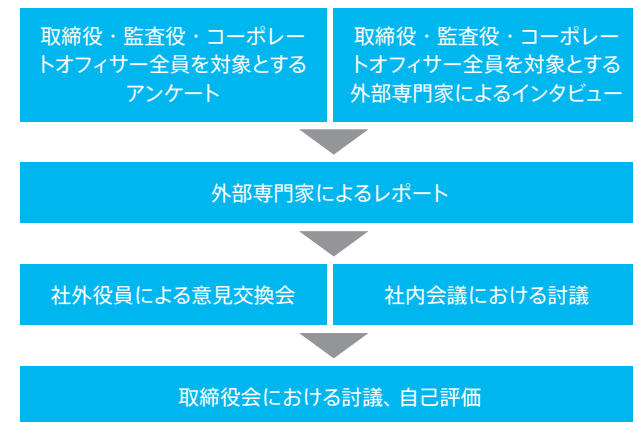 取締役・監査役・コーポレー
トオフィサー全員を対象とする
アンケート
取締役・監査役・コーポレー
トオフィサー全員を対象とする
外部専門家によるインタビュー
外部専門家によるレポート
社外役員による意見交換会
社内会議における討議
取締役会における討議、自己評価